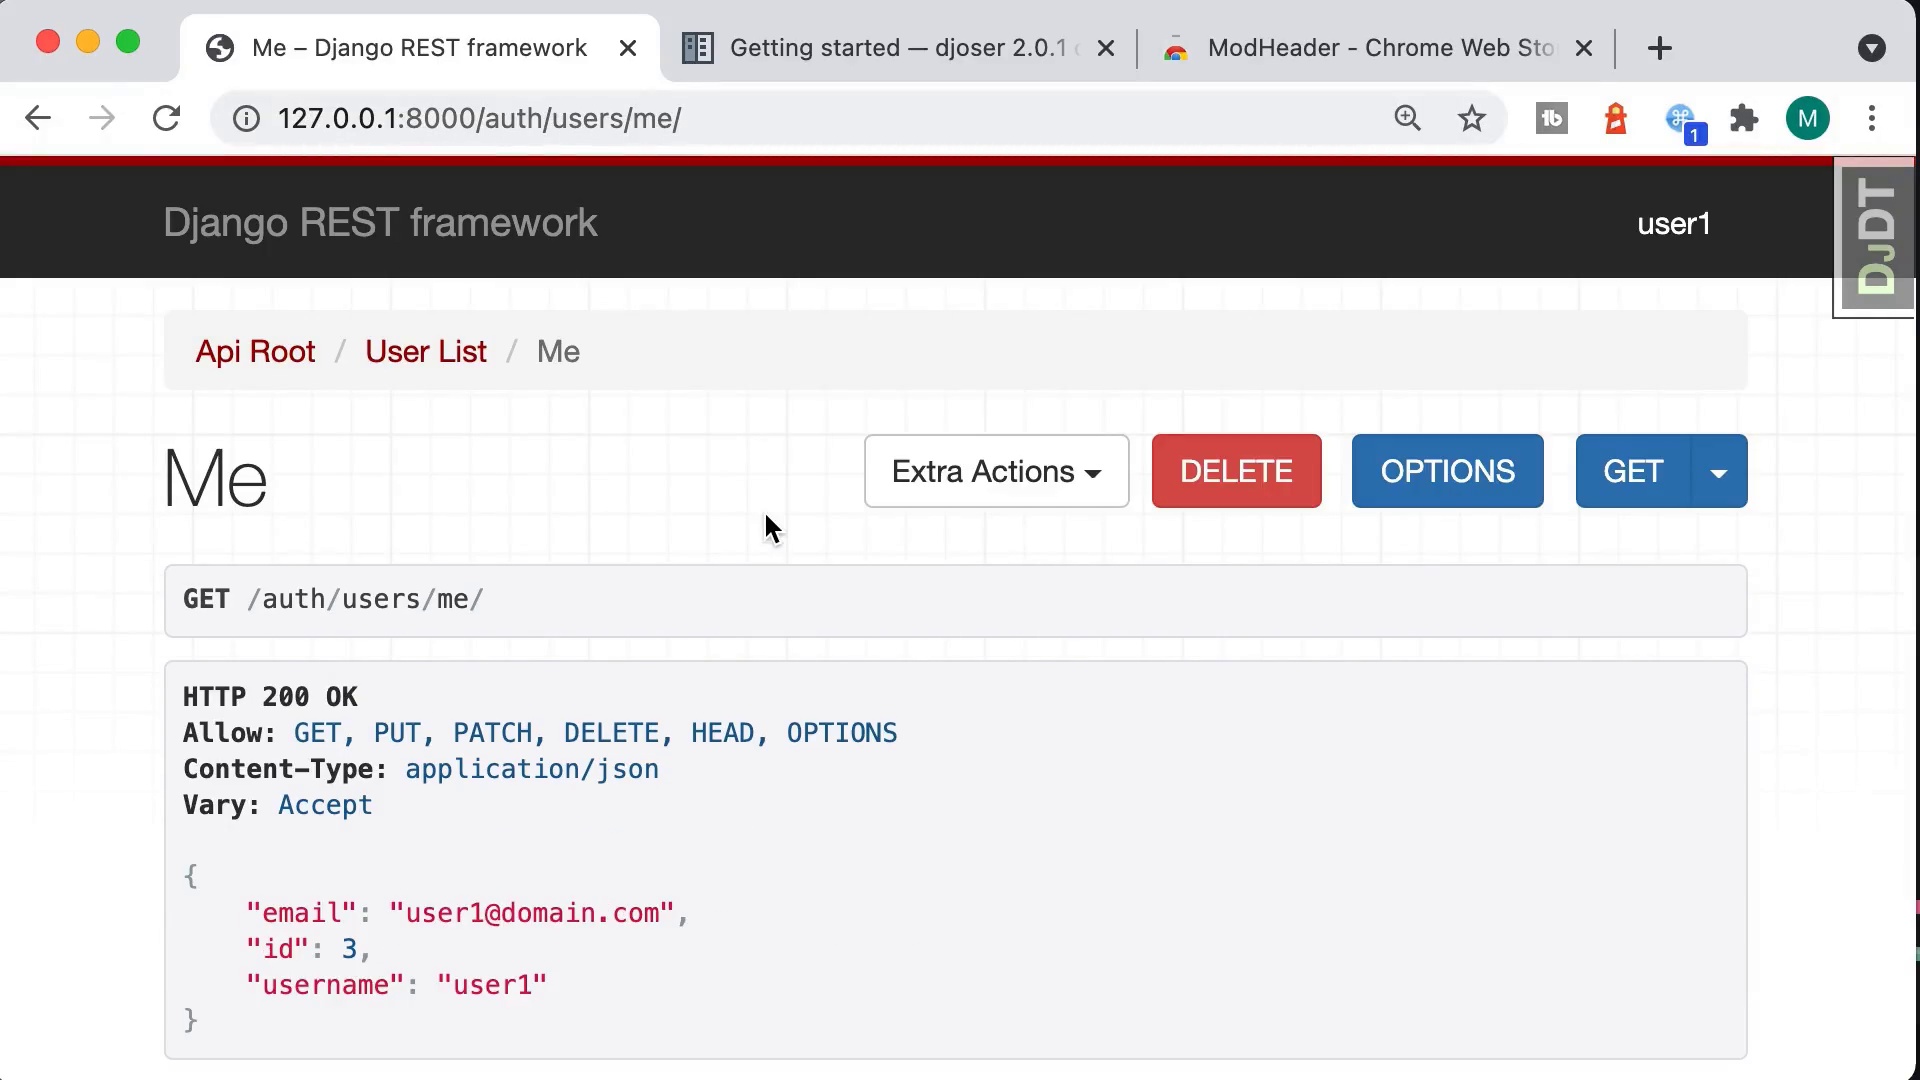 Me – Django REST framework
Getting started — djoser 2.0.1
ModHeader - Chrome Web Sto
127.0.0.1:8000/auth/users/me/
1
M
Django REST framework
user1
DJDT
Api Root / User List / Me
Me
Extra Actions
DELETE
OPTIONS
GET
GET /auth/users/me/
HTTP 200 OK
Allow: GET, PUT, PATCH, DELETE, HEAD, OPTIONS
Content-Type: application/json
Vary: Accept
{
"email": "user1@domain.com",
"id": 3,
"username": "user1"
}